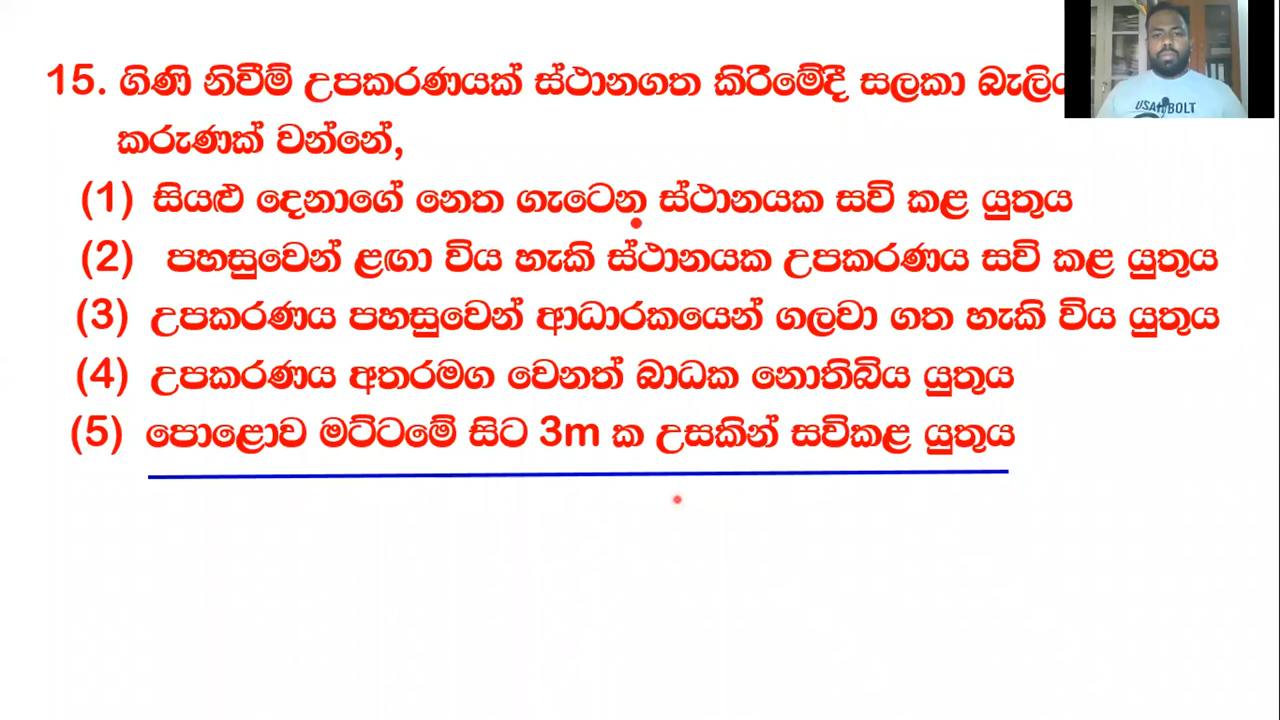 15. ගිණි නිවීම් උපකරණයක් ස්ථානගත කිරීමේදී සලකා
කරුණක් වන්නේ,
(1) සියළු දෙනාගේ නෙත ගැටෙන ස්ථානයක සවි කළ යුතුය
(2) පහසුවෙන් ළඟා විය හැකි ස්ථානයක උපකරණය සවි කළ යුතුය
(3) උපකරණය පහසුවෙන් ආධාරකයෙන් ගලවා ගත හැකි විය යුතුය
(4) උපකරණය අතරමග වෙනත් බාධක නොතිබිය යුතුය
(5) පොළොව මට්ටමේ සිට 3m ක උසකින් සවිකළ යුතුය